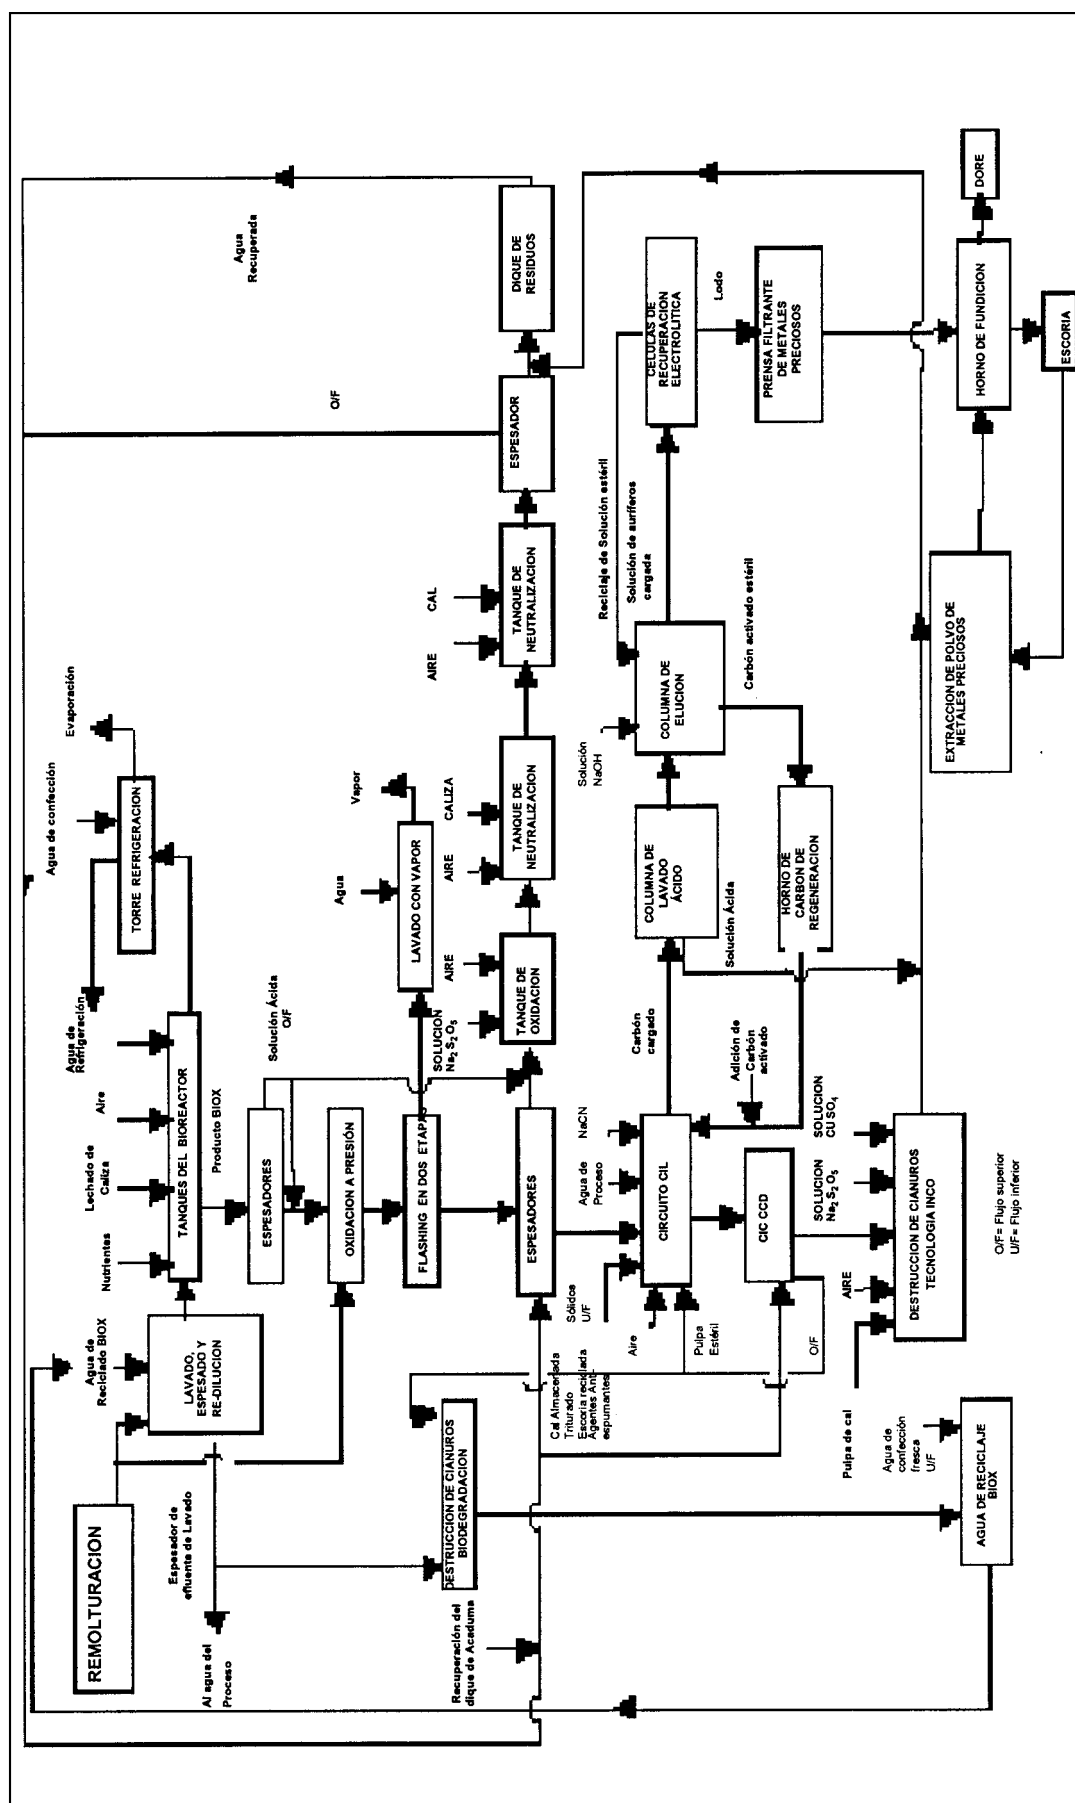 REMOLTURACION
Agua de
Reciclado BIOX
LAVADO,
ESPESADO Y
RE-DILUCION
Espesador de
efluente de Lavado
Al agua del
Proceso
Nutrientes
Lechado de
Caliza
Aire
Agua de
Refrigeración
TANQUES DEL BIOREACTOR
Producto BIOX
Agua de confección
TORRE REFRIGERACION
Evaporación
Solución Ácida
O/F
ESPESADORES
OXIDACION A PRESIÓN
FLASHING EN DOS ETAP
Agua
LAVADO CON VAPOR
Vapor
SOLUCION
Na2 S2 O5
AIRE
TANQUE DE
OXIDACION
AIRE
CALIZA
TANQUE DE
NEUTRALIZACION
AIRE
CAL
TANQUE DE
NEUTRALIZACION
O/F
ESPESADOR
Agua
Recuperada
DIQUE DE
RESIDUOS
ESPESADORES
DESTRUCCION DE CIANUROS
BIODEGRADACION
Recuperación del
dique de Acaduma
Cal Almacenada
Triturado
Escoria reciclada
Agentes Anti-
espumantes
Sólidos
U/F
Aire
Pulpa
Estéril
Agua de
Proceso
NaCN
CIRCUITO CIL
Carbón
cargado
COLUMNA DE
LAVADO
ÁCIDO
Solución Ácida
Solución
NaOH
COLUMNA DE
ELUCION
Reciclaje de Solución estéril
Solución de auríferos
cargada
Carbón activado estéril
CELULAS DE
RECUPERACION
ELECTROLITICA
Lodo
PRENSA FILTRANTE
DE METALES
PRECIOSOS
HORNO DE
CARBON DE
REGENERACION
Adición de
Carbón
activado
CIC CCD
O/F
Pulpa de cal
AIRE
SOLUCION
Na2 S2 O5
SOLUCION
CU SO4
DESTRUCCION DE CIANUROS
TECNOLOGIA INCO
Agua de
confección
fresca
U/F
AGUA DE RECICLAJE
BIOX
EXTRACCION DE POLVO DE
METALES PRECIOSOS
HORNO DE FUNDICION
DORE
ESCORIA
O/F= Flujo superior
U/F= Flujo inferior